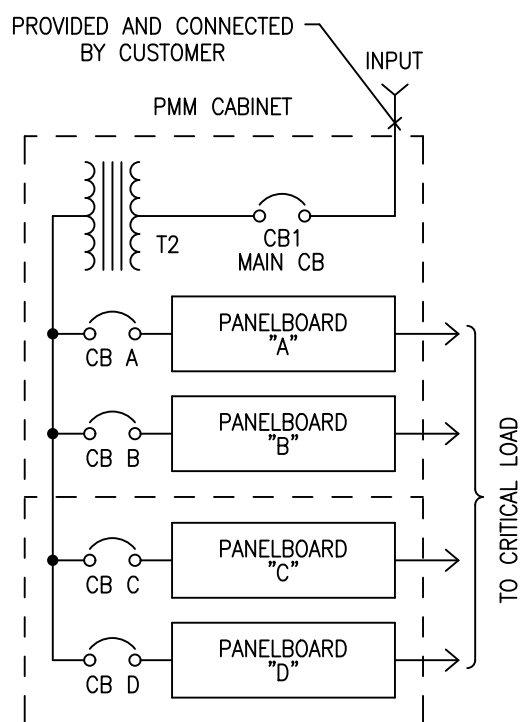 PROVIDED AND CONNECTED
BY CUSTOMER
INPUT
PMM CABINET
T2
CB1
MAIN CB
PANELBOARD
"A"
CB A
PANELBOARD
"B"
CB B
PANELBOARD
"C"
CB C
PANELBOARD
"D"
CB D
TO CRITICAL LOAD